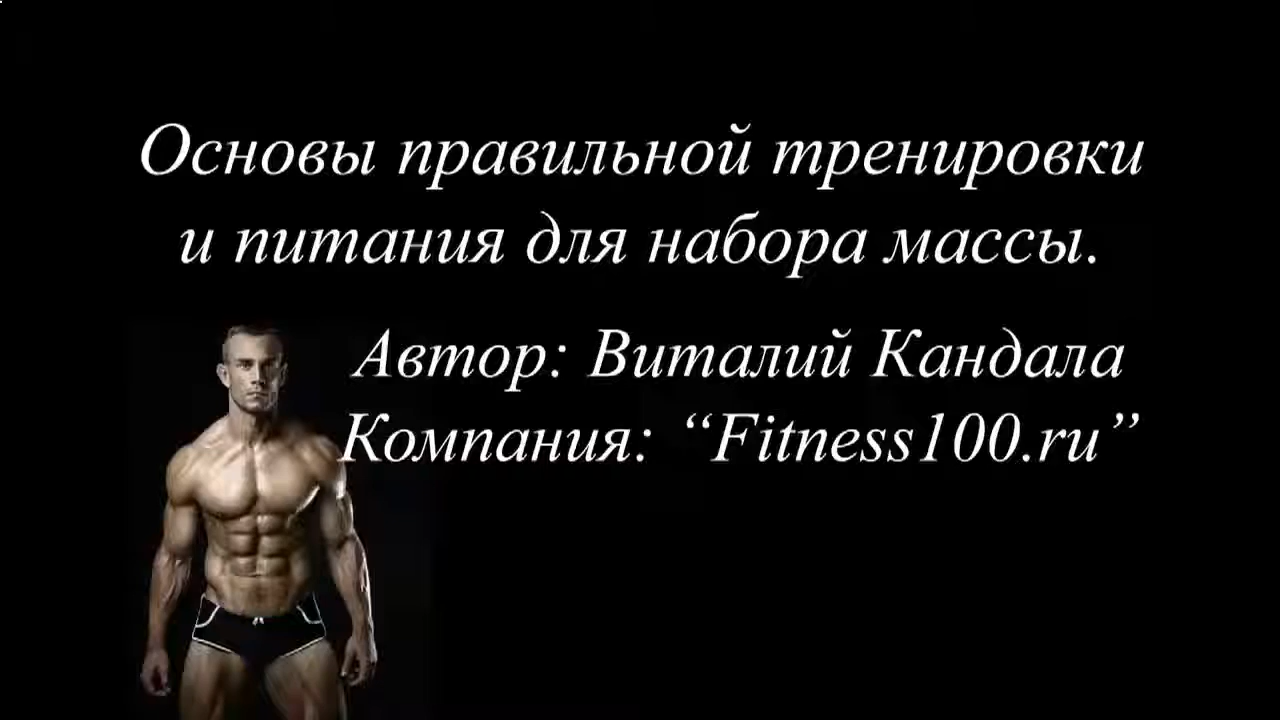 Основы правильной тренировки
и питания для набора массы.
Автор: Виталий Кандала
Компания: “Fitness100.ru”